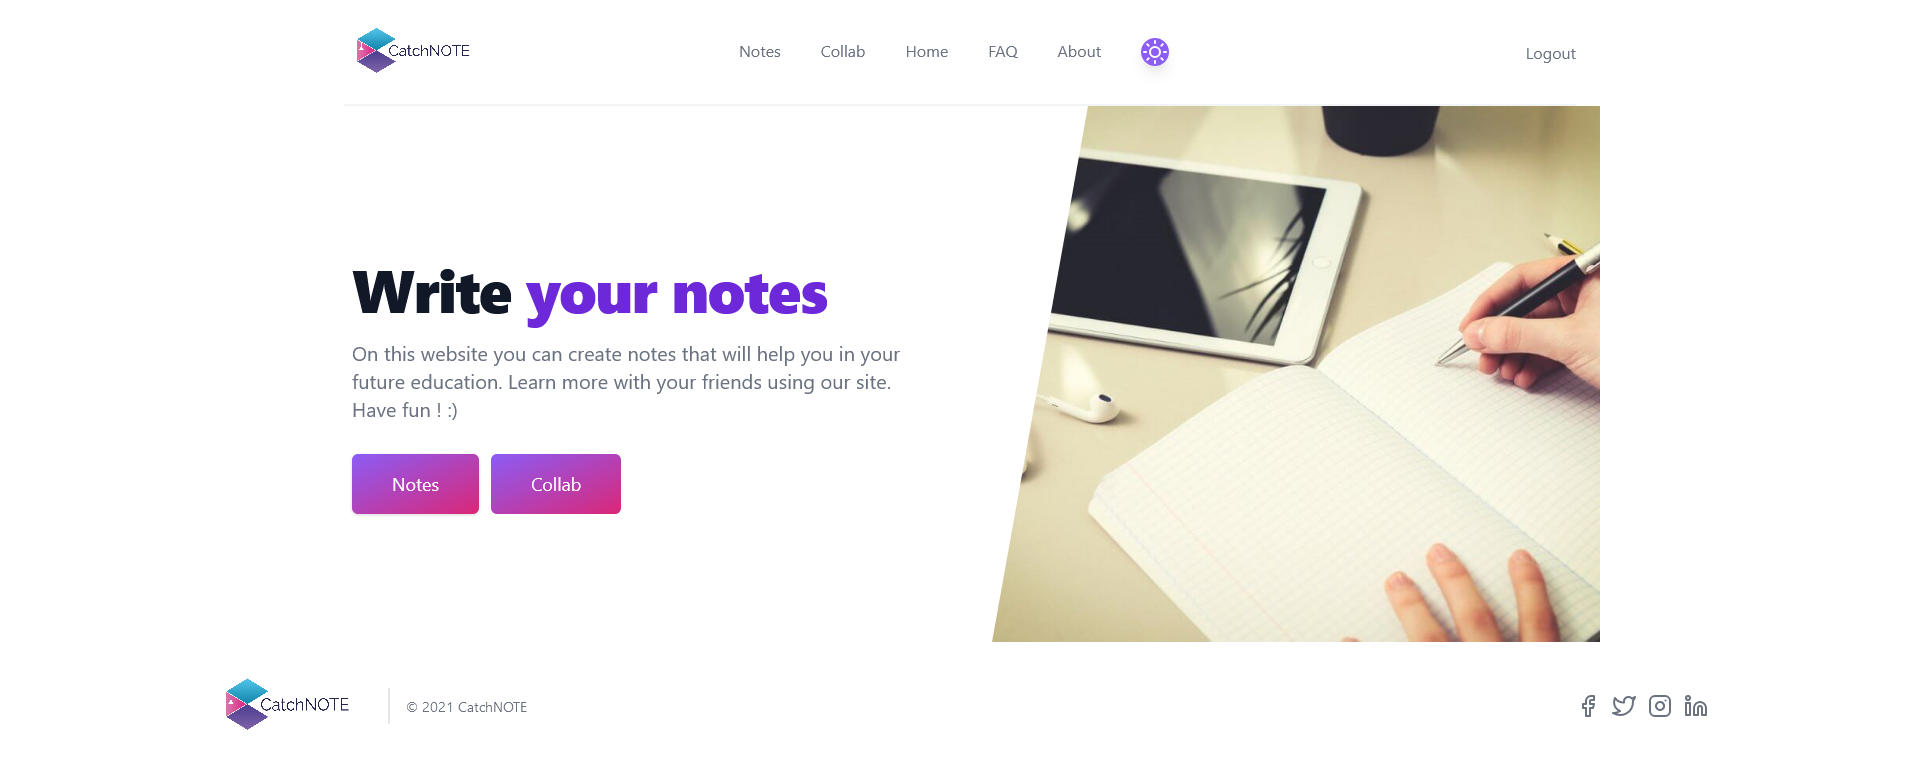 CatchNOTE
Notes Collab Home FAQ About
Logout
Write your notes
On this website you can create notes that will help you in your
future education. Learn more with your friends using our site.
Have fun ! :)
Notes Collab
CatchNOTE
© 2021 CatchNOTE